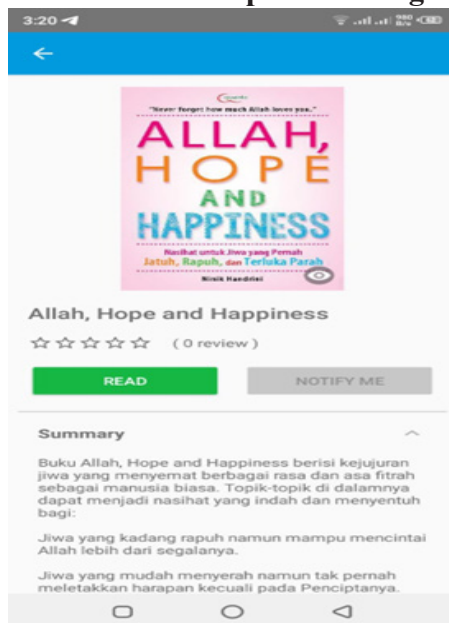 3:20
"Never forget how much Allah loves you."
ALLAH,
HOPE
AND
HAPPINESS
Nasihat untuk Jiwa yang Pernah
Jatuh, Rapuh, dan Terluka Parah
Ninik Handrini
Allah, Hope and Happiness
( 0 review )
READ NOTIFY ME
Summary
Buku Allah, Hope and Happiness berisi kejujuran
jiwa yang menyemat berbagai rasa dan asa fitrah
sebagai manusia biasa. Topik-topik di dalamnya
dapat menjadi nasihat yang indah dan menyentuh
bagi:
Jiwa yang kadang rapuh namun mampu mencintai
Allah lebih dari segalanya.
Jiwa yang mudah menyerah namun tak pernah
meletakkan harapan kecuali pada Penciptanya.